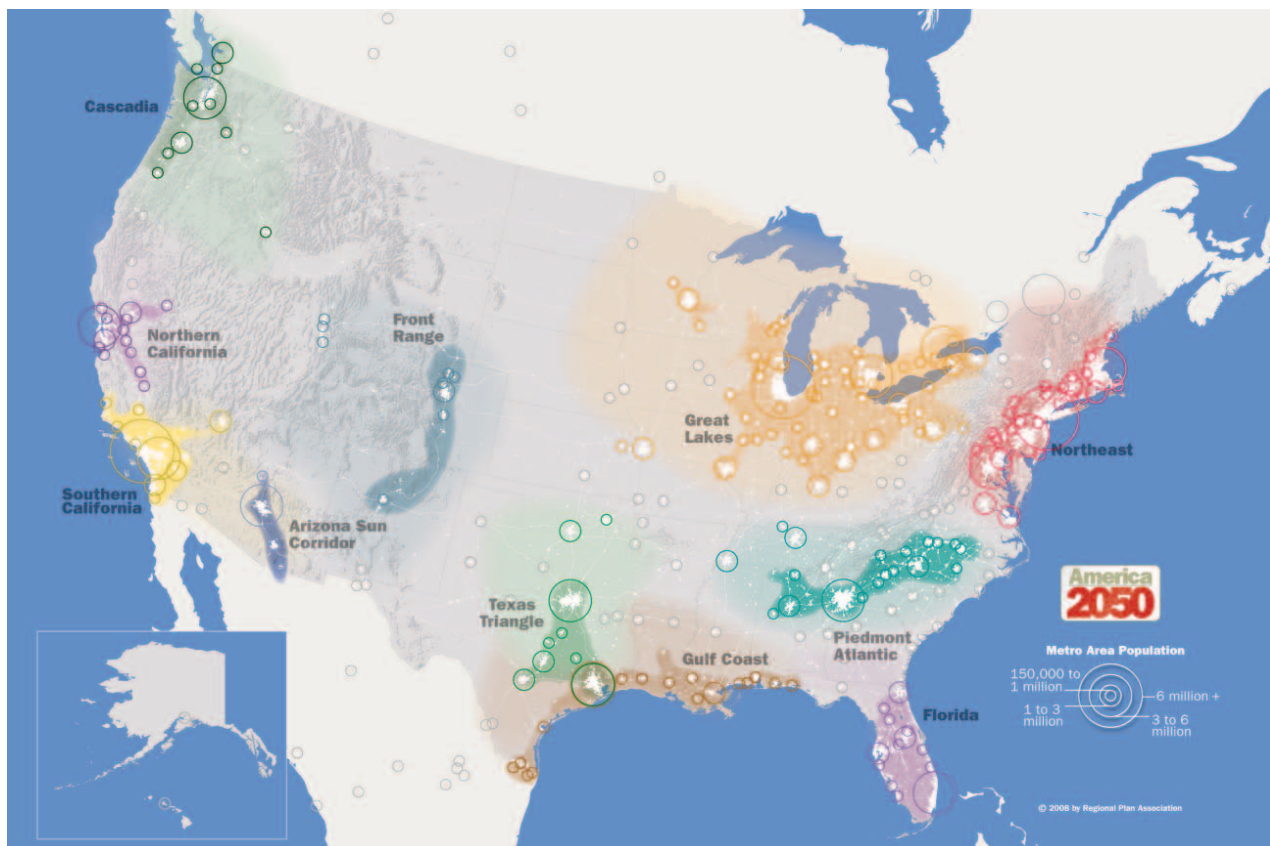 Cascadia
Northern
California
Front
Range
Great
Lakes
Northeast
Southern
California
Arizona Sun
Corridor
Texas
Triangle
Gulf Coast
Piedmont
Atlantic
Florida
America
2050
Metro Area Population
150,000 to
1 million
6 million +
1 to 3
million
3 to 6
million
© 2008 by Regional Plan Association